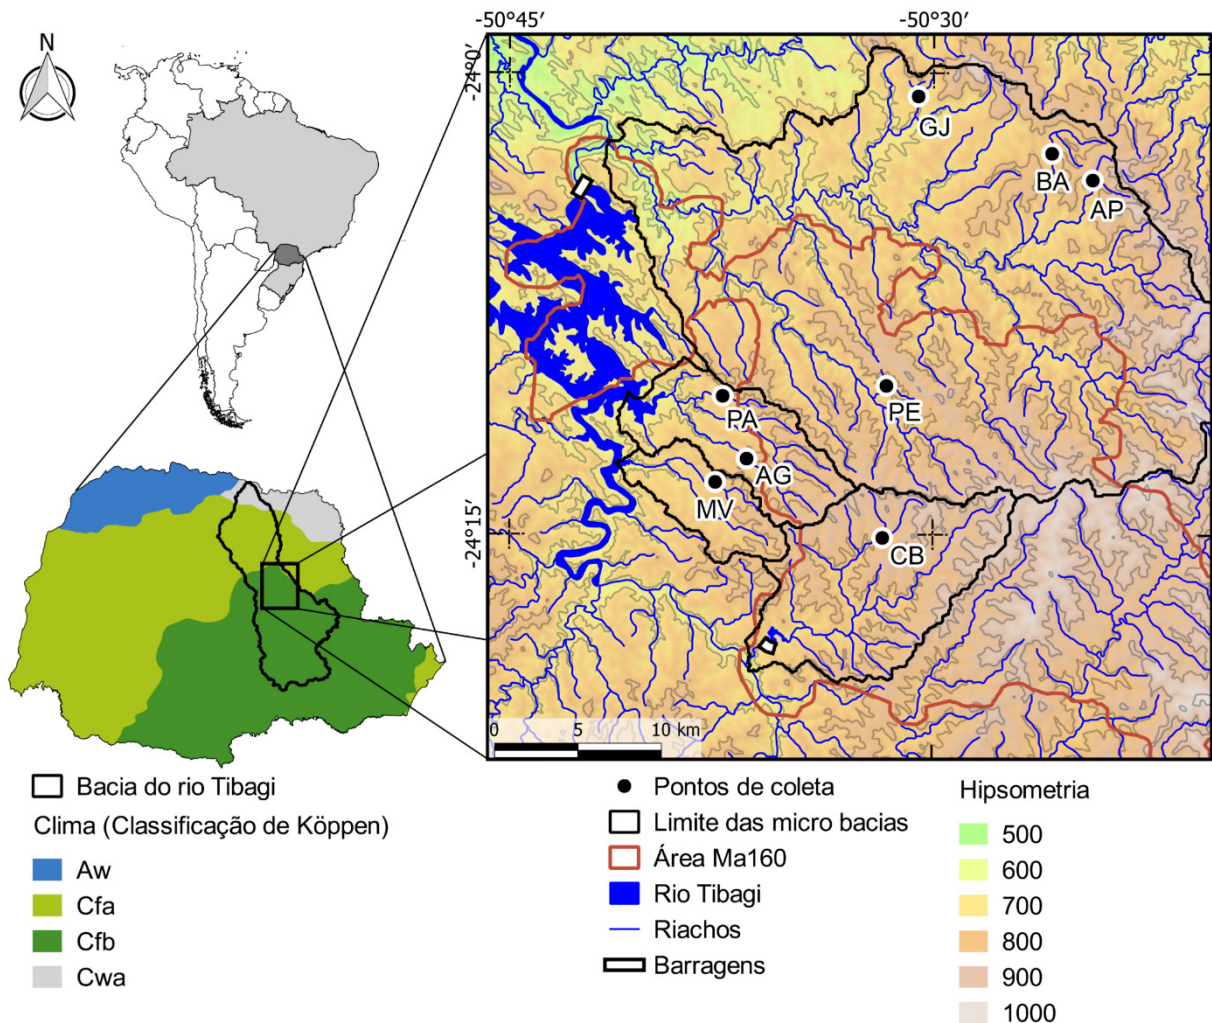 N
-50°45′
-50°30′
-24°0′
-24°15′
GJ
BA
AP
PE
PA
AG
MV
CB
0 5 10 km
Bacia do rio Tibagi
Clima (Classificação de Köppen)
Aw
Cfa
Cfb
Cwa
Pontos de coleta
Limite das micro bacias
Área Ma160
Rio Tibagi
Riachos
Barragens
Hipsometria
500
600
700
800
900
1000